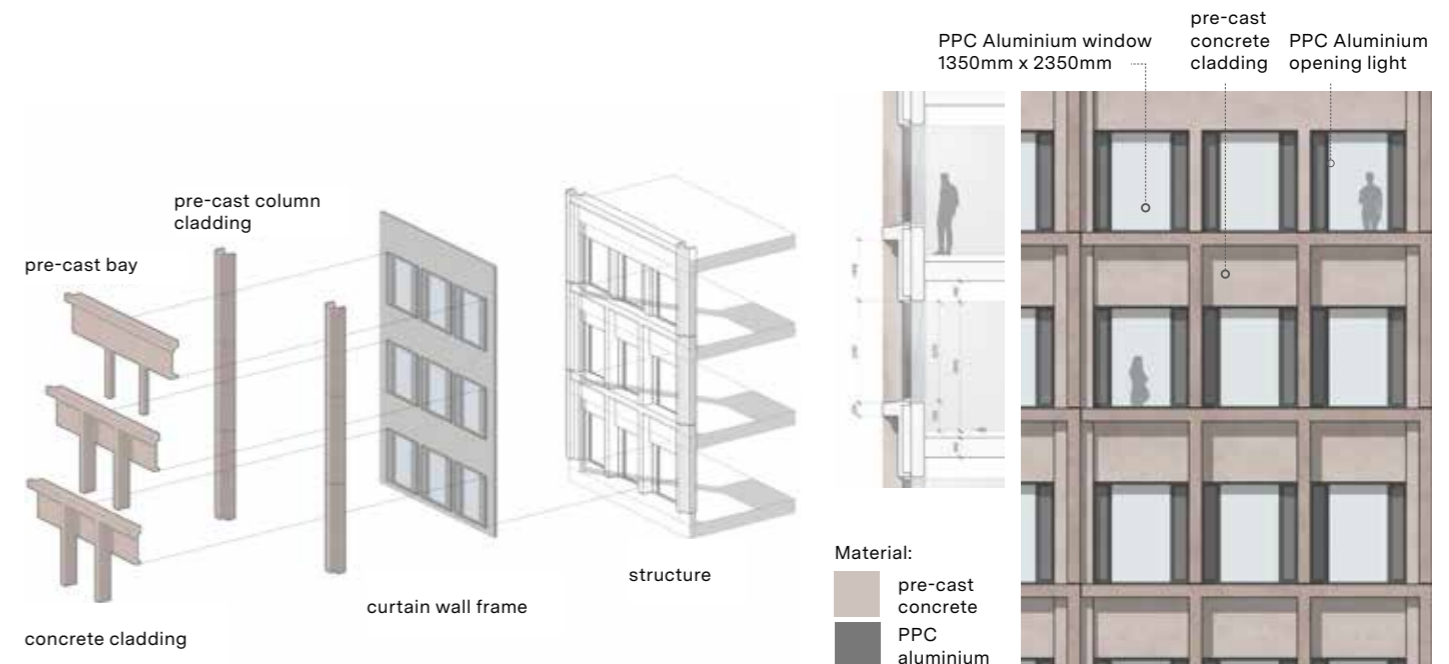 PPC Aluminium window
1350mm x 2350mm
pre-cast
concrete
cladding
PPC Aluminium
opening light
pre-cast column
cladding
pre-cast bay
concrete cladding
curtain wall frame
structure
Material:
pre-cast
concrete
PPC
aluminium